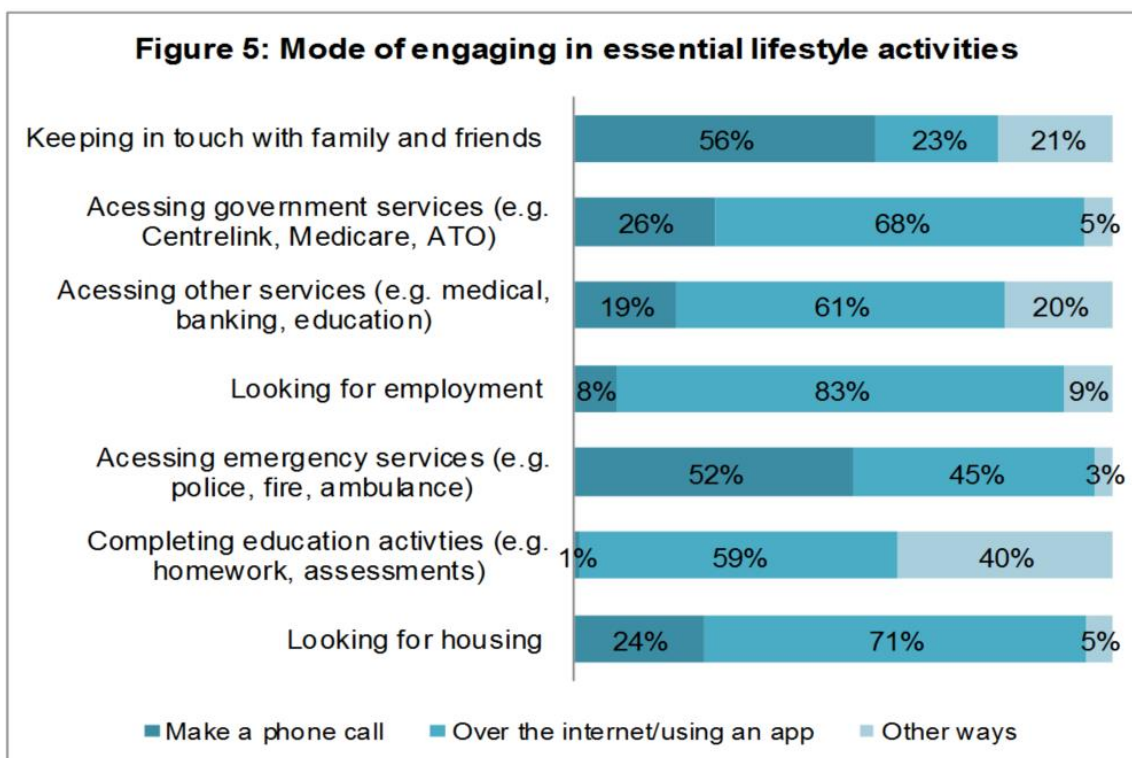 Figure 5: Mode of engaging in essential lifestyle activities
Keeping in touch with family and friends
56% 23% 21%
Acessing government services (e.g.
Centrelink, Medicare, ATO)
26% 68% 5%
Acessing other services (e.g. medical,
banking, education)
19% 61% 20%
Looking for employment
8% 83% 9%
Acessing emergency services (e.g.
police, fire, ambulance)
52% 45% 3%
Completing education activties (e.g.
homework, assessments)
1% 59% 40%
Looking for housing
24% 71% 5%
Make a phone call Over the internet/using an app Other ways